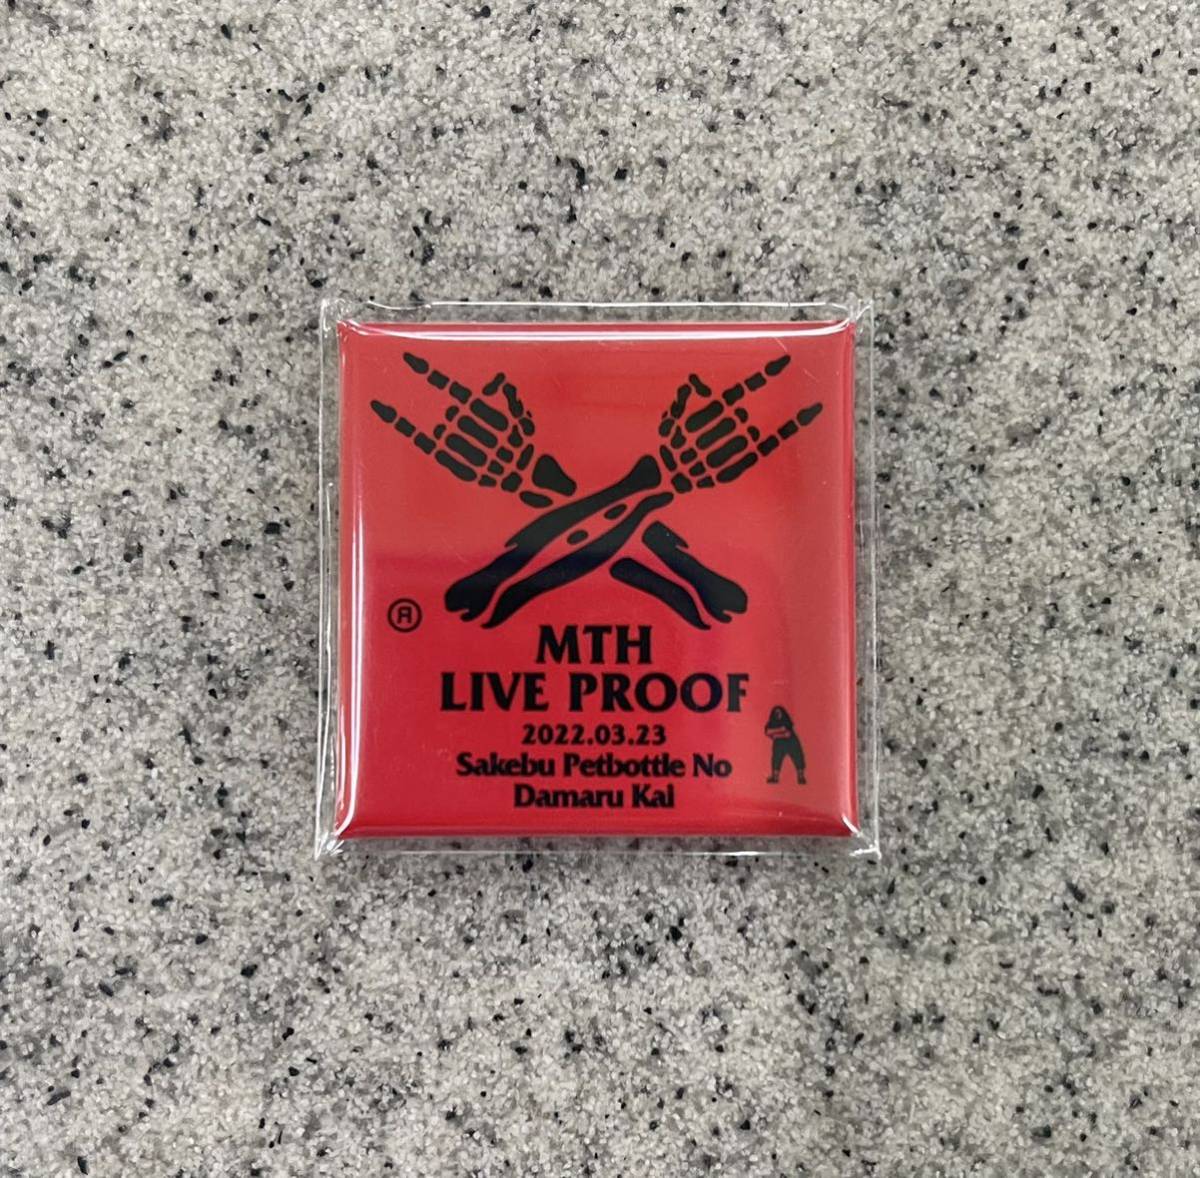 Я
MTH
LIVE PROOF
2022.03.23
Sakebu Petbottle No
Damaru Kai